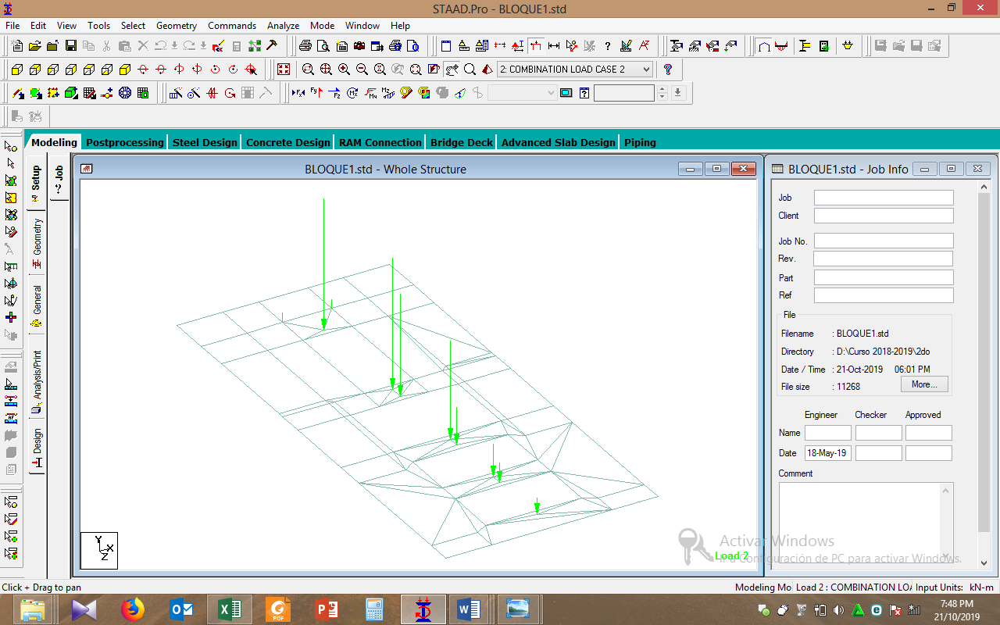 STAAD.Pro - BLOQUE1.std
File Edit View Tools Select Geometry Commands Analyze Mode Window Help
2: COMBINATION LOAD CASE 2
Modeling Postprocessing Steel Design Concrete Design RAM Connection Bridge Deck Advanced Slab Design Piping
Setup
Geometry
General
Analysis/Print
Design
Job
BLOQUE1.std - Whole Structure
Y
X
Z
Load 2
BLOQUE1.std - Job Info
Job
Client
Job No.
Rev.
Part
Ref
File
Filename : BLOQUE1.std
Directory : D:\Curso 2018-2019\2do
Date / Time : 21-Oct-2019 06:01 PM
File size : 11268 More...
Engineer Checker Approved
Name
Date 18-May-19
Comment
Activar Windows
Ir a Configuración de PC para activar Windows.
Click + Drag to pan
Modeling Mo Load 2 : COMBINATION LOA Input Units: kN-m
7:48 PM
21/10/2019